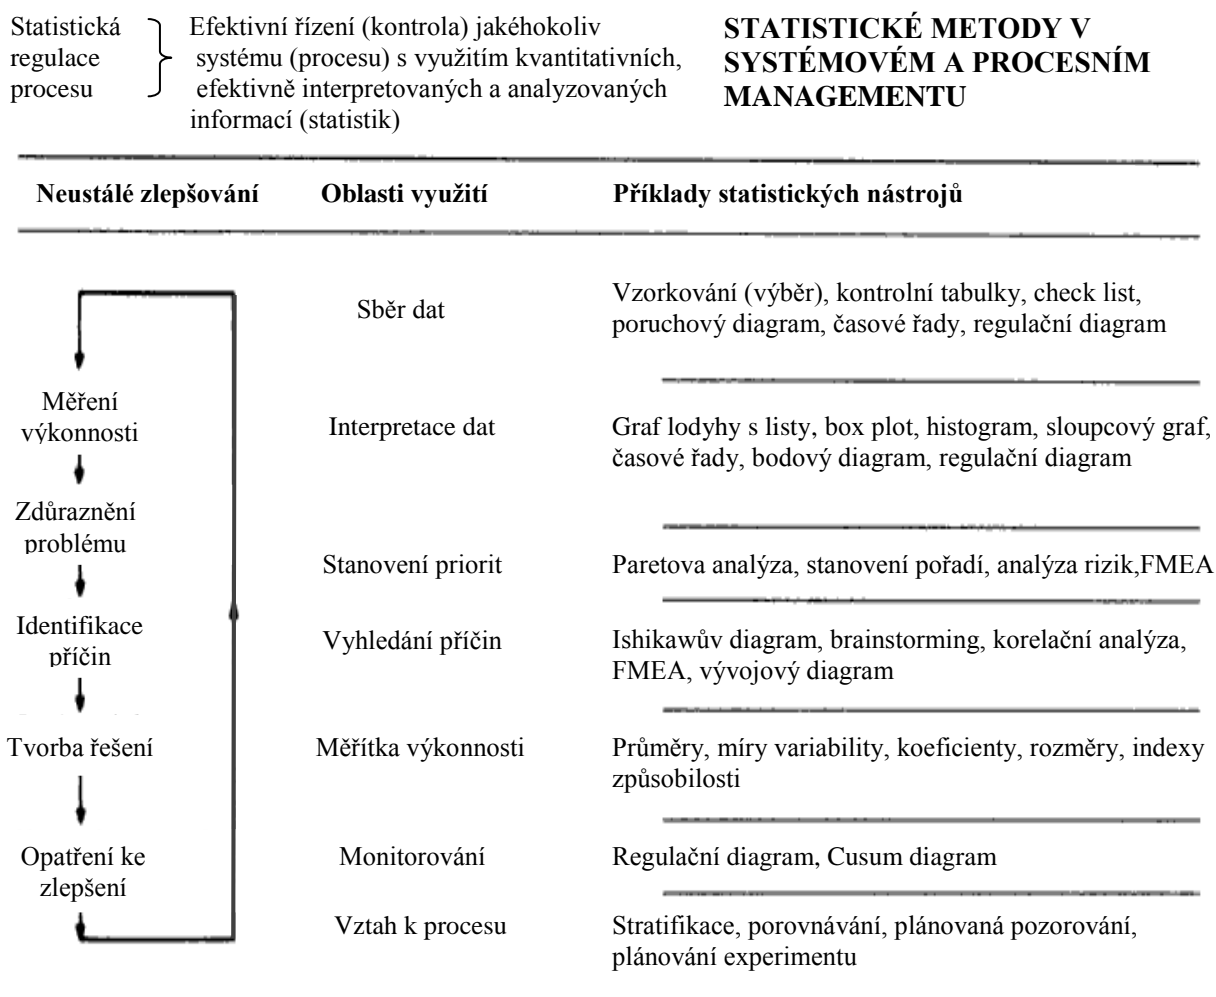 Statistická
regulace
procesu
Efektivní řízení (kontrola) jakéhokoliv
systému (procesu) s využitím kvantitativních,
efektivně interpretovaných a analyzovaných
informací (statistik)
STATISTICKÉ METODY V
SYSTÉMOVÉM A PROCESNÍM
MANAGEMENTU
Neustálé zlepšování
Oblasti využití
Příklady statistických nástrojů
Sběr dat
Vzorkování (výběr), kontrolní tabulky, check list,
poruchový diagram, časové řady, regulační diagram
Měření
výkonnosti
Interpretace dat
Graf lodyhy s listy, box plot, histogram, sloupcový graf,
časové řady, bodový diagram, regulační diagram
Zdůraznění
problému
Stanovení priorit
Paretova analýza, stanovení pořadí, analýza rizik,FMEA
Identifikace
příčin
Vyhledání příčin
Ishikawův diagram, brainstorming, korelační analýza,
FMEA, vývojový diagram
Tvorba řešení
Měřítka výkonnosti
Průměry, míry variability, koeficienty, rozměry, indexy
způsobilosti
Opatření ke
zlepšení
Monitorování
Regulační diagram, Cusum diagram
Vztah k procesu
Stratifikace, porovnávání, plánovaná pozorování,
plánování experimentu